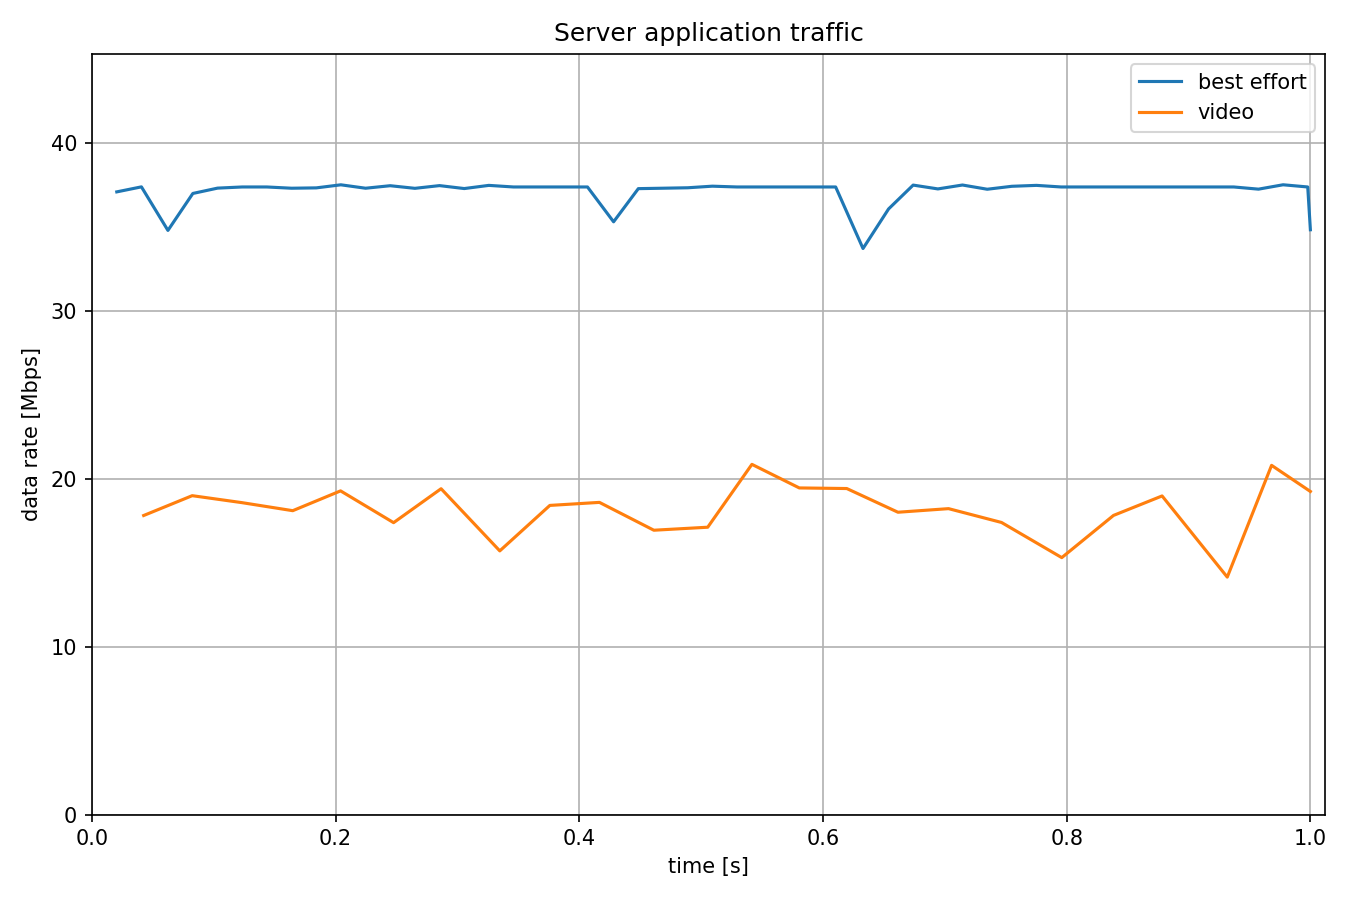 Server application traffic
best effort
video
data rate [Mbps]
40
30
20
10
0
0.0 0.2 0.4 0.6 0.8 1.0
time [s]